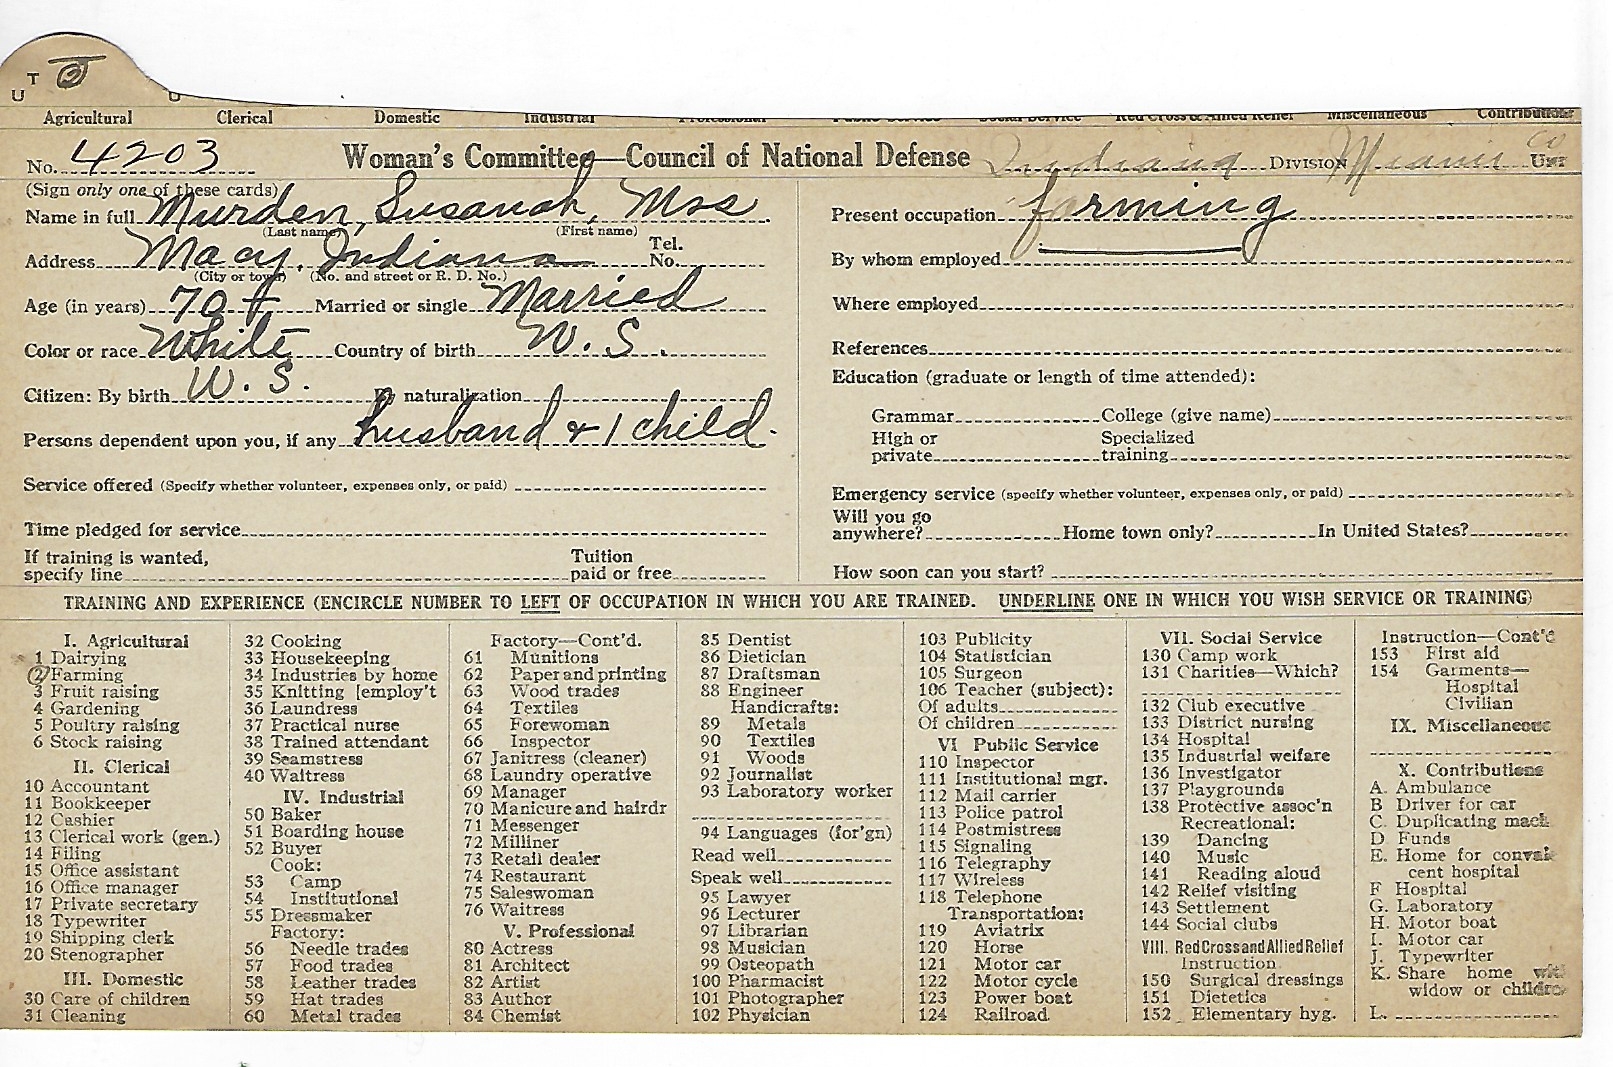 T 2
U U
Agricultural Clerical Domestic Industrial Professional Public Service Social Service Red Cross & Allied Relief Miscellaneous Contributions
No. 4203 Woman's Committee—Council of National Defense Indiana DIVISION Miami Co UNIT
(Sign only one of these cards)
Name in full Murden, Susanah, Mrs
(Last name) (First name)
Address Macy, Indiana Tel. No.
(City or town) (No. and street or R. D. No.)
Age (in years) 70 + Married or single Married
Color or race White Country of birth U. S.
Citizen: By birth U. S. By naturalization
Persons dependent upon you, if any husband & 1 child.
Service offered (Specify whether volunteer, expenses only, or paid)
Time pledged for service
If training is wanted,
specify line
Tuition
paid or free
Present occupation farming
By whom employed
Where employed
References
Education (graduate or length of time attended):
Grammar College (give name)
High or Specialized
private training
Emergency service (specify whether volunteer, expenses only, or paid)
Will you go
anywhere? Home town only? In United States?
How soon can you start?
TRAINING AND EXPERIENCE (ENCIRCLE NUMBER TO LEFT OF OCCUPATION IN WHICH YOU ARE TRAINED. UNDERLINE ONE IN WHICH YOU WISH SERVICE OR TRAINING)
I. Agricultural
1 Dairying
2 Farming
3 Fruit raising
4 Gardening
5 Poultry raising
6 Stock raising
II. Clerical
10 Accountant
11 Bookkeeper
12 Cashier
13 Clerical work (gen.)
14 Filing
15 Office assistant
16 Office manager
17 Private secretary
18 Typewriter
19 Shipping clerk
20 Stenographer
III. Domestic
30 Care of children
31 Cleaning
32 Cooking
33 Housekeeping
34 Industries by home
35 Knitting [employ't
36 Laundress
37 Practical nurse
38 Trained attendant
39 Seamstress
40 Waitress
IV. Industrial
50 Baker
51 Boarding house
52 Buyer
Cook:
53 Camp
54 Institutional
55 Dressmaker
Factory:
56 Needle trades
57 Food trades
58 Leather trades
59 Hat trades
60 Metal trades
Factory—Cont'd.
61 Munitions
62 Paper and printing
63 Wood trades
64 Textiles
65 Forewoman
66 Inspector
67 Janitress (cleaner)
68 Laundry operative
69 Manager
70 Manicure and hairdr
71 Messenger
72 Milliner
73 Retail dealer
74 Restaurant
75 Saleswoman
76 Waitress
V. Professional
80 Actress
81 Architect
82 Artist
83 Author
84 Chemist
85 Dentist
86 Dietician
87 Draftsman
88 Engineer
Handicrafts:
89 Metals
90 Textiles
91 Woods
92 Journalist
93 Laboratory worker
94 Languages (for'gn)
Read well
Speak well
95 Lawyer
96 Lecturer
97 Librarian
98 Musician
99 Osteopath
100 Pharmacist
101 Photographer
102 Physician
103 Publicity
104 Statistician
105 Surgeon
106 Teacher (subject):
Of adults
Of children
VI Public Service
110 Inspector
111 Institutional mgr.
112 Mail carrier
113 Police patrol
114 Postmistress
115 Signaling
116 Telegraphy
117 Wireless
118 Telephone
Transportation:
119 Aviatrix
120 Horse
121 Motor car
122 Motor cycle
123 Power boat
124 Railroad
VII. Social Service
130 Camp work
131 Charities—Which?
132 Club executive
133 District nursing
134 Hospital
135 Industrial welfare
136 Investigator
137 Playgrounds
138 Protective assoc'n
Recreational:
139 Dancing
140 Music
141 Reading aloud
142 Relief visiting
143 Settlement
144 Social clubs
VIII. Red Cross and Allied Relief
Instruction
150 Surgical dressings
151 Dietetics
152 Elementary hyg.
Instruction—Cont'd
153 First aid
154 Garments—
Hospital
Civilian
IX. Miscellaneous
X. Contributions
A. Ambulance
B Driver for car
C. Duplicating mach
D. Funds
E. Home for convales
cent hospital
F Hospital
G. Laboratory
H. Motor boat
I. Motor car
J. Typewriter
K. Share home with
widow or children
L.